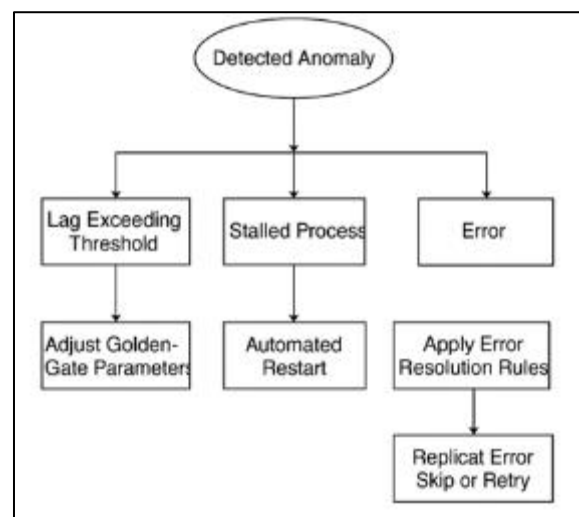 Detected Anomaly
Lag Exceeding
Threshold
Stalled Process
Error
Adjust Golden-
Gate Parameters
Automated
Restart
Apply Error
Resolution Rules
Replicat Error
Skip or Retry